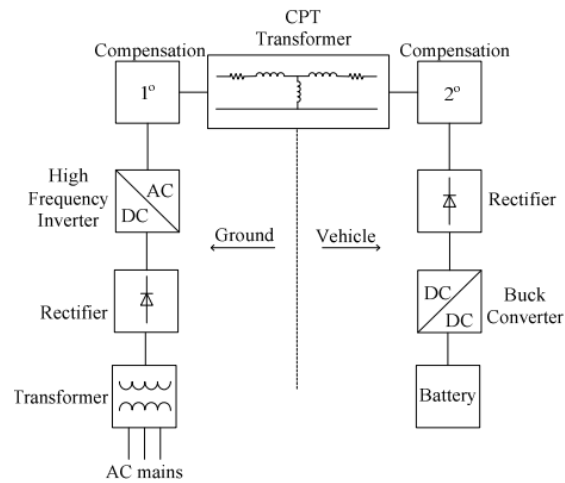 CPT
Transformer
Compensation
Compensation
1º
2º
High
Frequency
Inverter
AC
DC
Rectifier
Ground
Vehicle
Rectifier
DC
DC
Buck
Converter
Transformer
Battery
AC mains